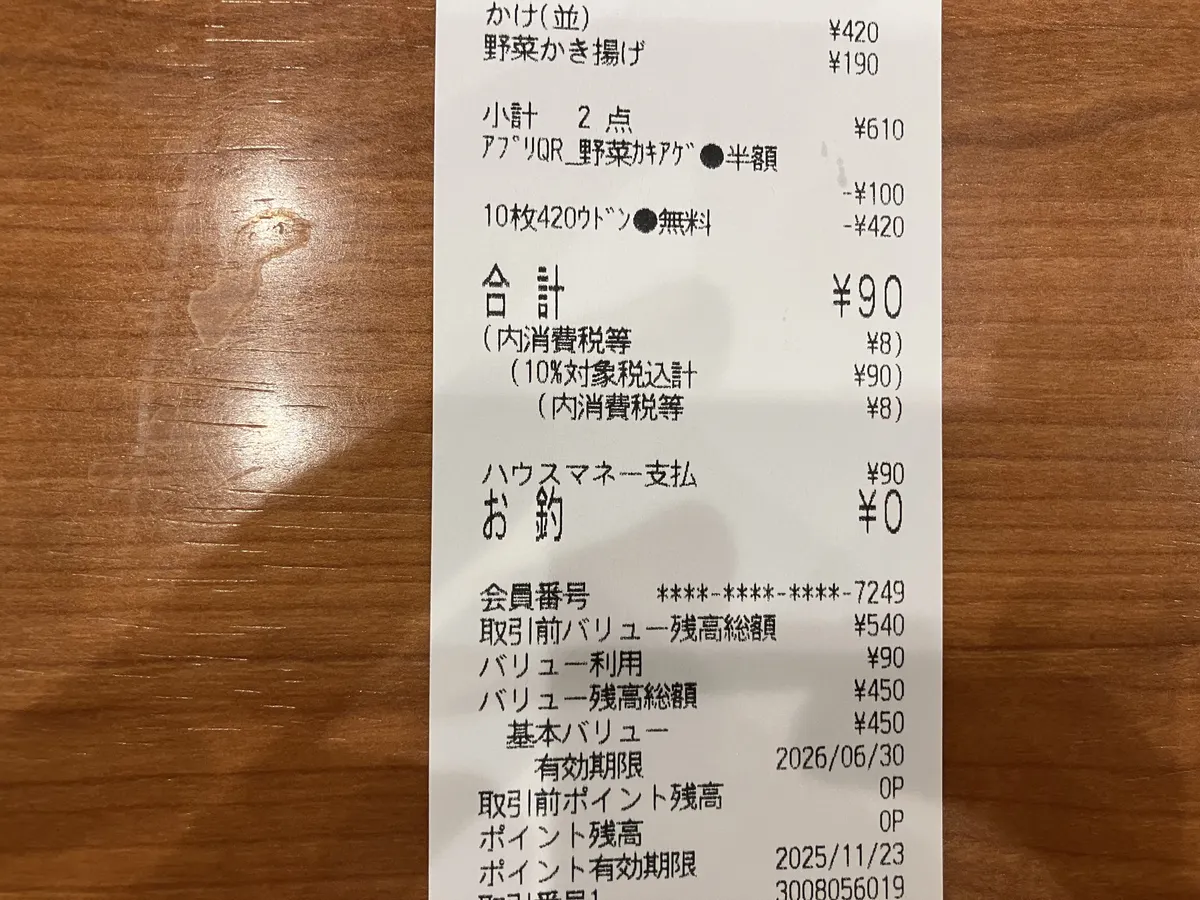 かけ(並) ¥420
野菜かき揚げ ¥190
小計 2 点 ¥610
ｱﾌﾟﾘQR_野菜ｶｷｱｹﾞ●半額
-¥100
10枚420ｳﾄﾞﾝ●無料 -¥420
合 計 ¥90
(内消費税等 ¥8)
(10%対象税込計 ¥90)
(内消費税等 ¥8)
ハウスマネー支払 ¥90
お 釣 ¥0
会員番号 ****-****-****-7249
取引前バリュー残高総額 ¥540
バリュー利用 ¥90
バリュー残高総額 ¥450
基本バリュー ¥450
有効期限 2026/06/30
取引前ポイント残高 0P
ポイント残高 0P
ポイント有効期限 2025/11/23
取引番号1 3008056019